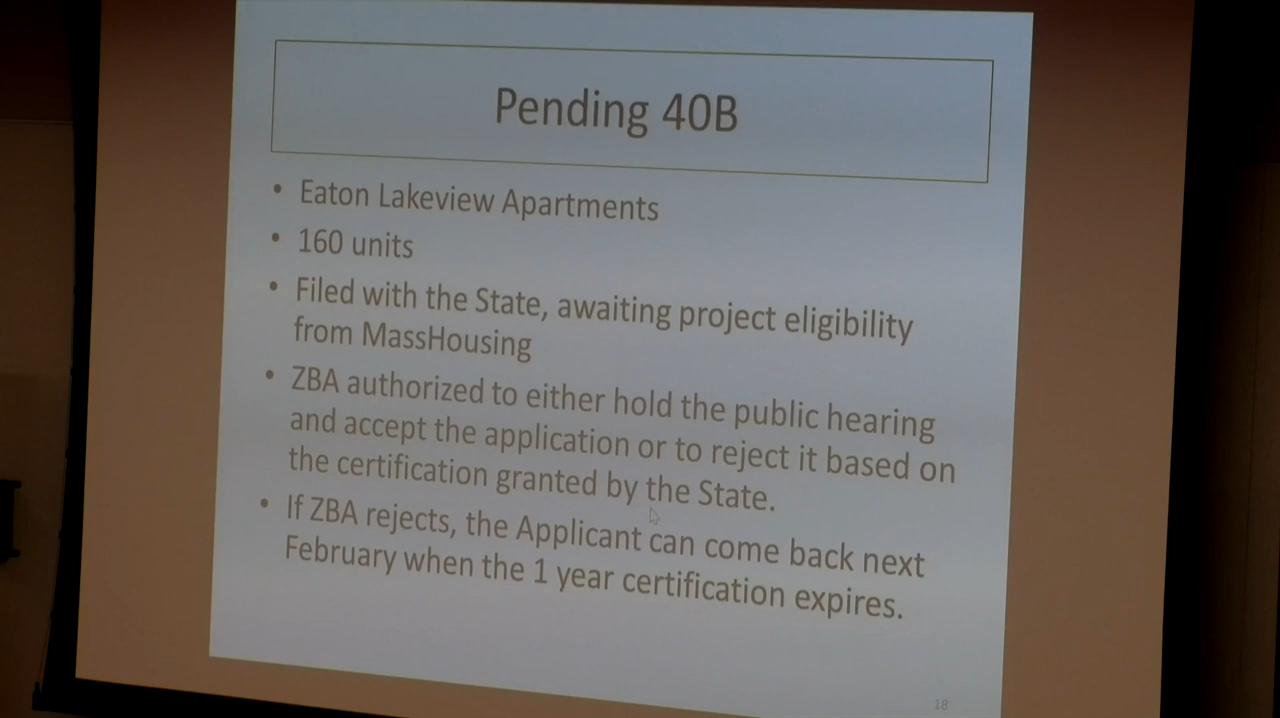 Pending 40B
• Eaton Lakeview Apartments
• 160 units
• Filed with the State, awaiting project eligibility
from MassHousing
• ZBA authorized to either hold the public hearing
and accept the application or to reject it based on
the certification granted by the State.
• If ZBA rejects, the Applicant can come back next
February when the 1 year certification expires.
18